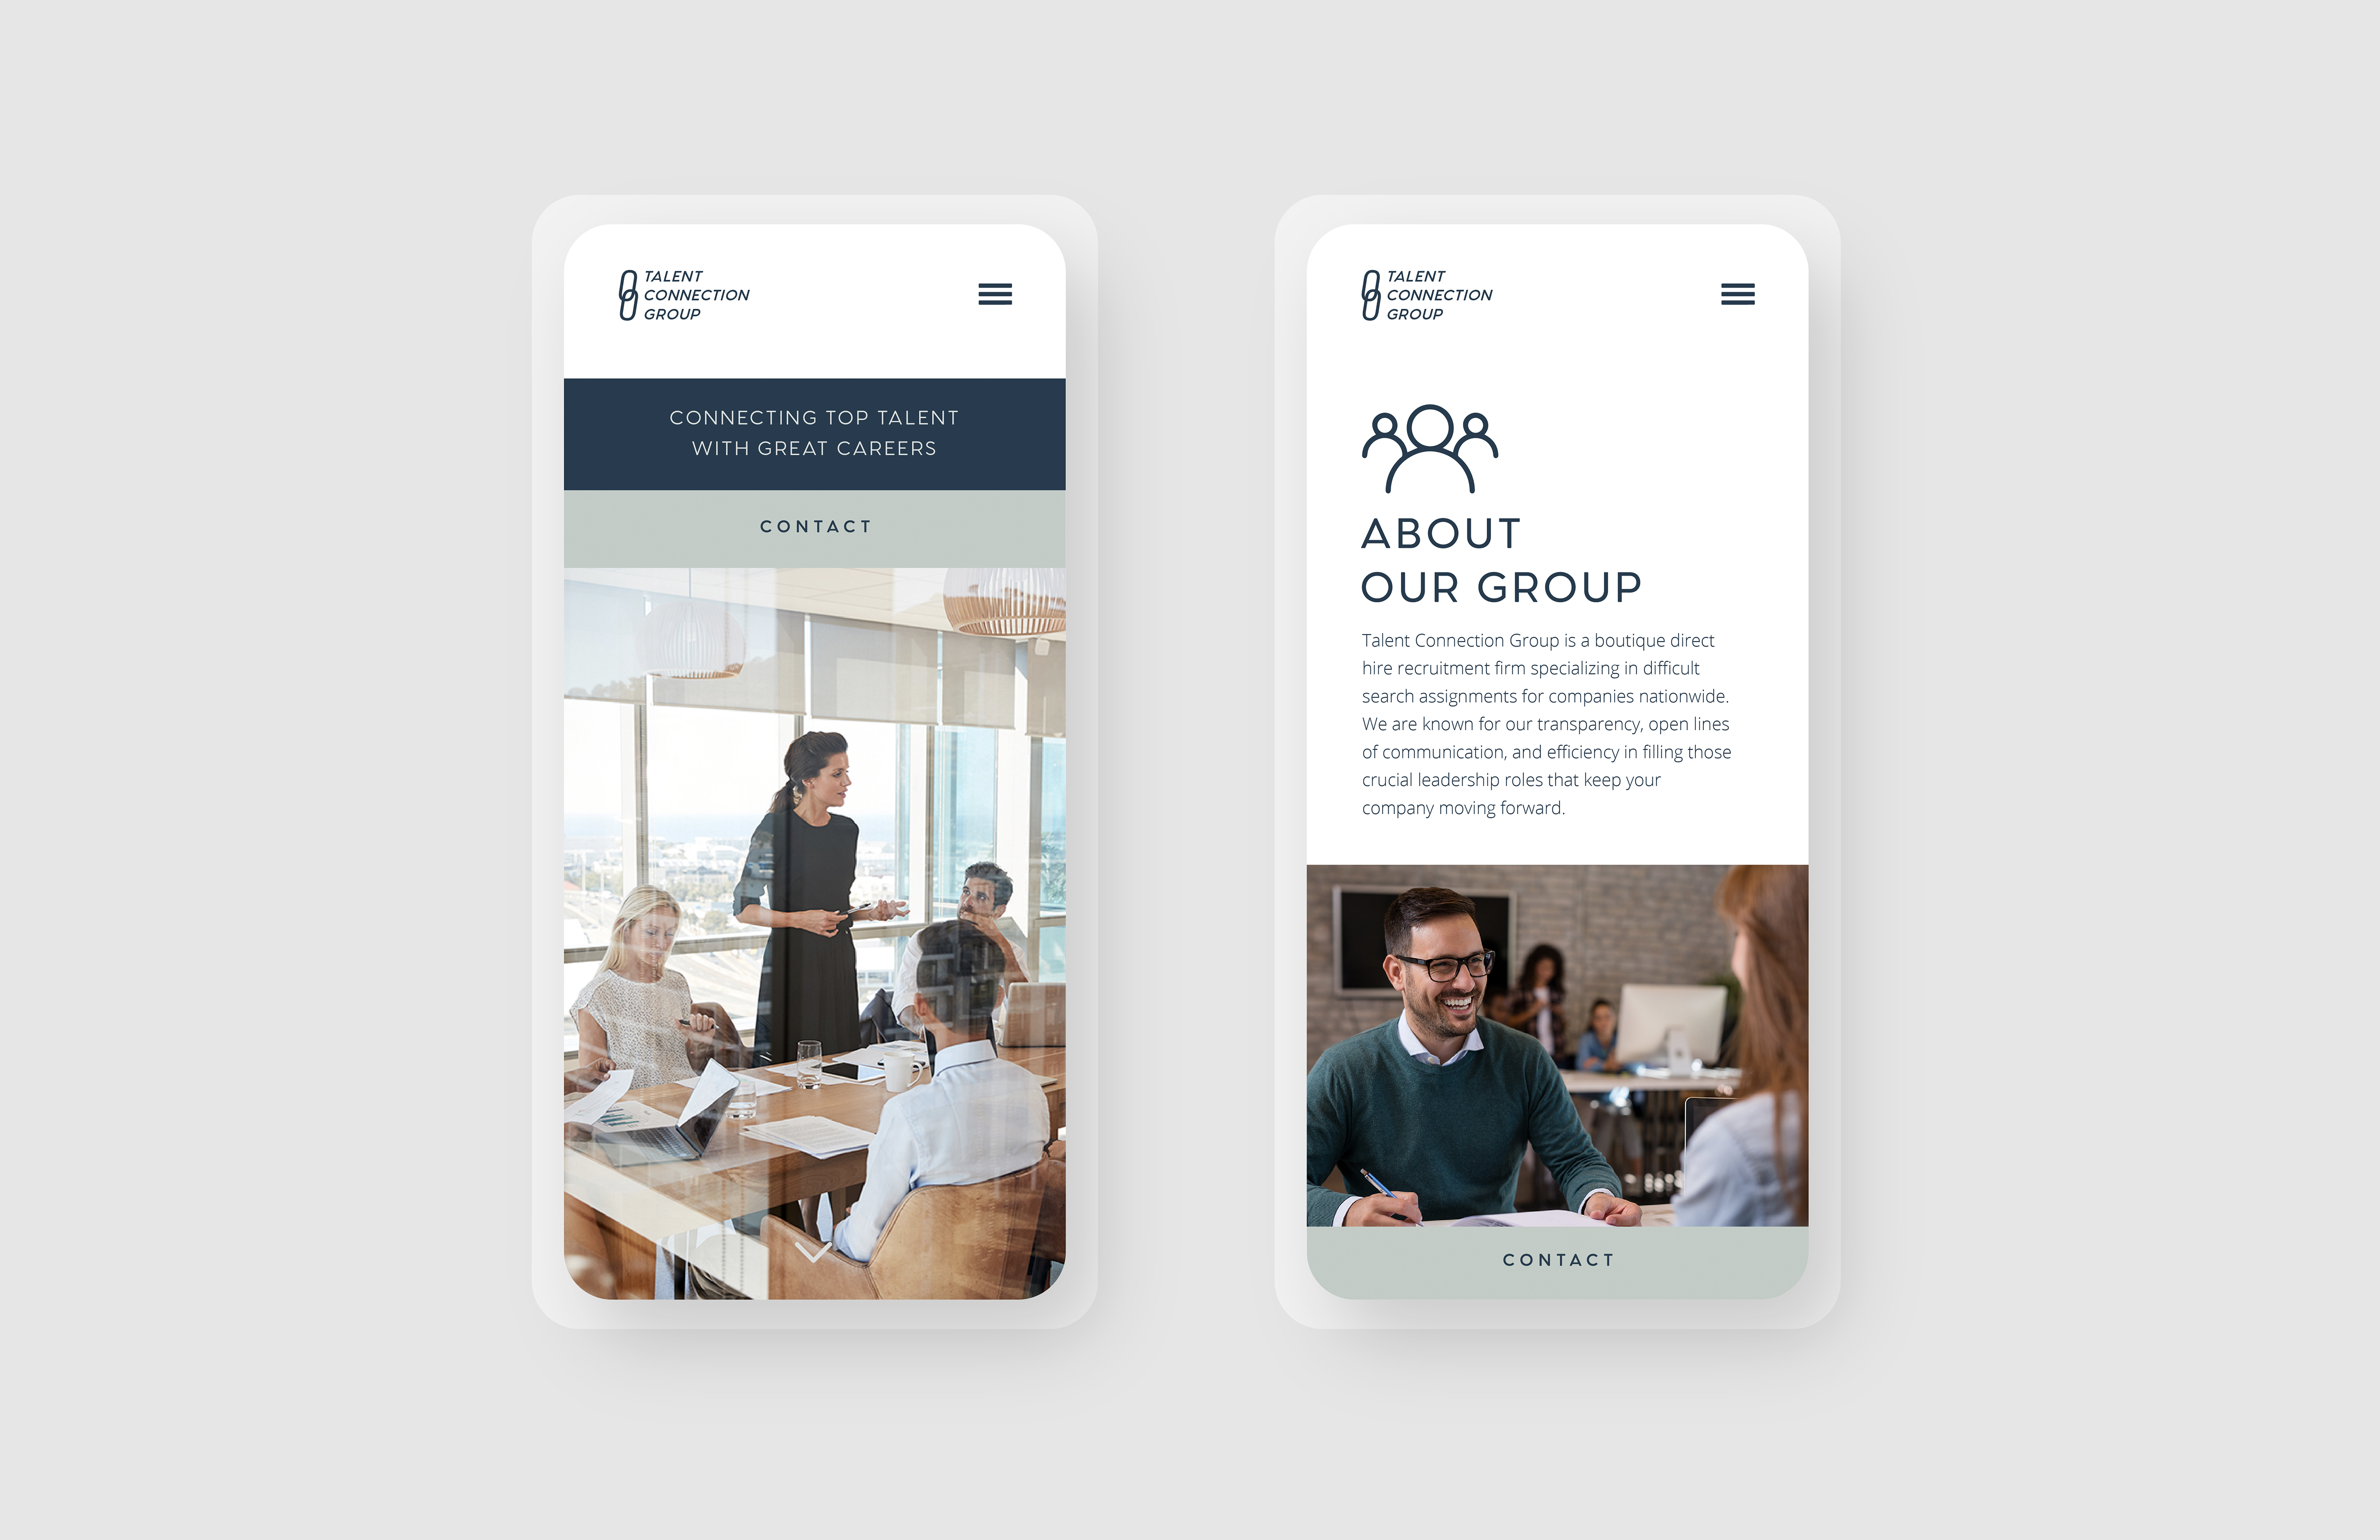 TALENT
CONNECTION
GROUP
CONNECTING TOP TALENT
WITH GREAT CAREERS
CONTACT
TALENT
CONNECTION
GROUP
ABOUT
OUR GROUP
Talent Connection Group is a boutique direct
hire recruitment firm specializing in difficult
search assignments for companies nationwide.
We are known for our transparency, open lines
of communication, and efficiency in filling those
crucial leadership roles that keep your
company moving forward.
CONTACT